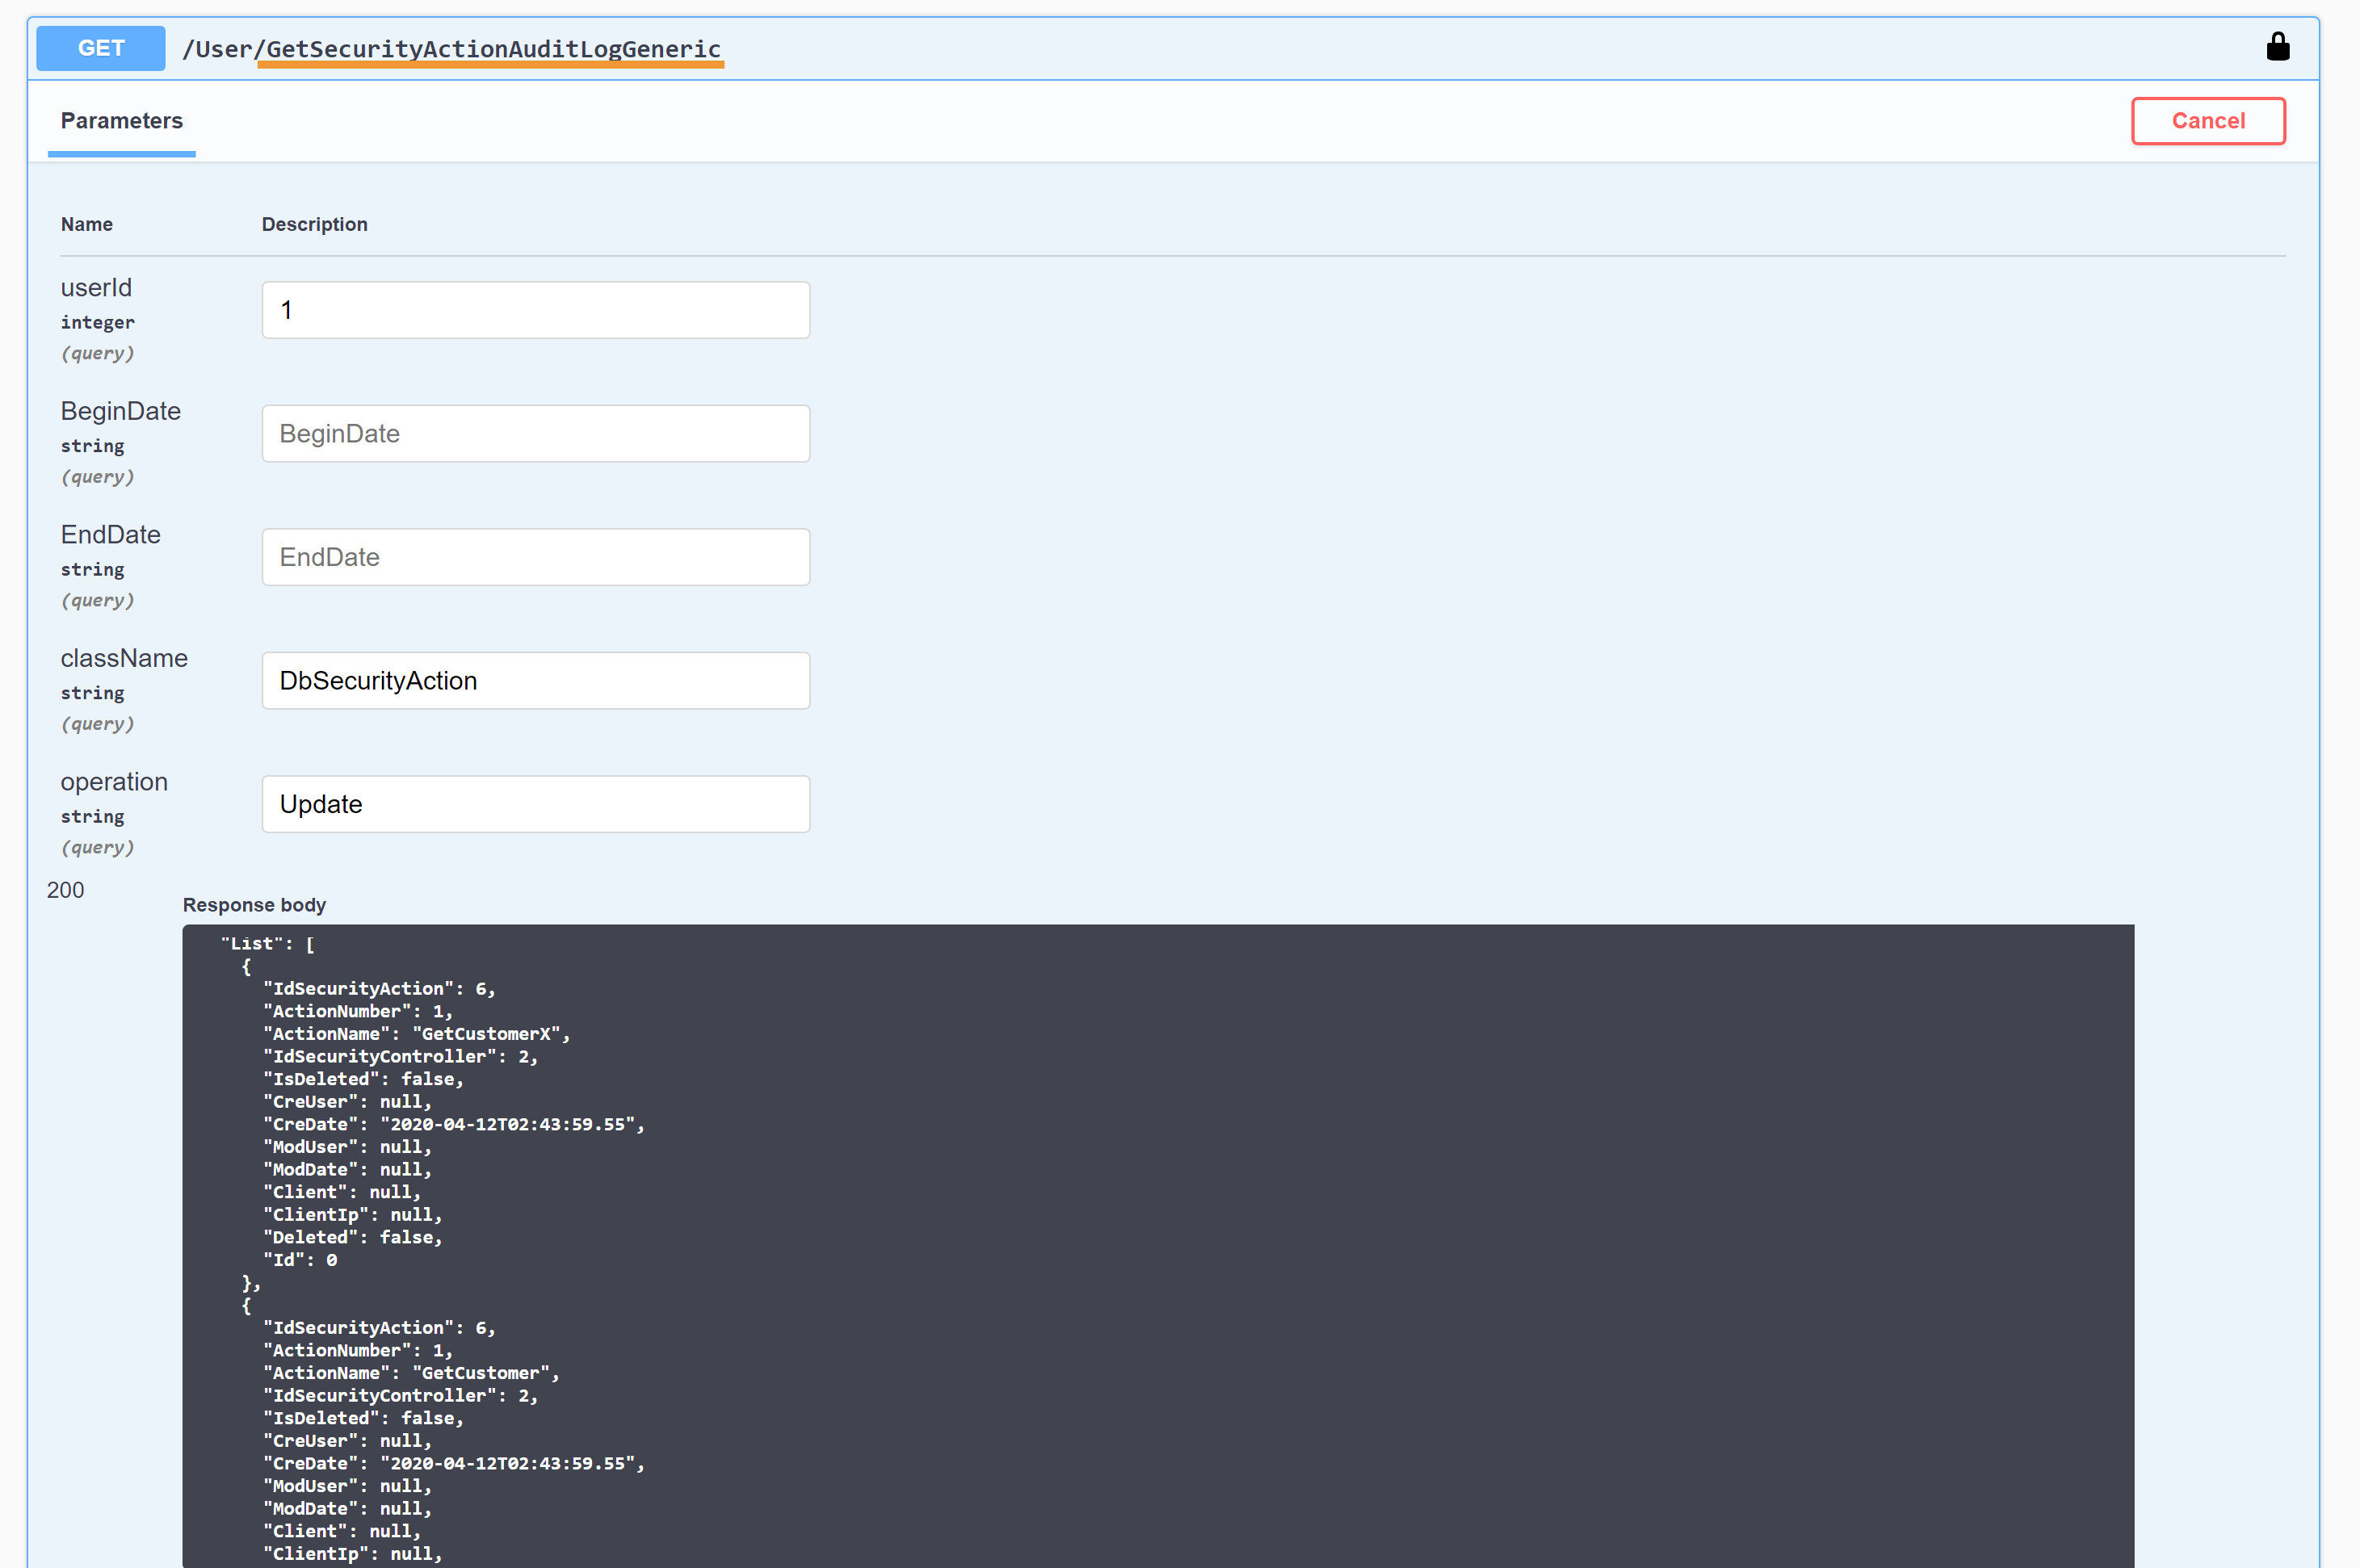 GET /User/GetSecurityActionAuditLogGeneric
Parameters
Cancel
Name Description
userId
integer
(query)
1
BeginDate
string
(query)
BeginDate
EndDate
string
(query)
EndDate
className
string
(query)
DbSecurityAction
operation
string
(query)
Update
200
Response body
"List": [
{
"IdSecurityAction": 6,
"ActionNumber": 1,
"ActionName": "GetCustomerX",
"IdSecurityController": 2,
"IsDeleted": false,
"CreUser": null,
"CreDate": "2020-04-12T02:43:59.55",
"ModUser": null,
"ModDate": null,
"Client": null,
"ClientIp": null,
"Deleted": false,
"Id": 0
},
{
"IdSecurityAction": 6,
"ActionNumber": 1,
"ActionName": "GetCustomer",
"IdSecurityController": 2,
"IsDeleted": false,
"CreUser": null,
"CreDate": "2020-04-12T02:43:59.55",
"ModUser": null,
"ModDate": null,
"Client": null,
"ClientIp": null,